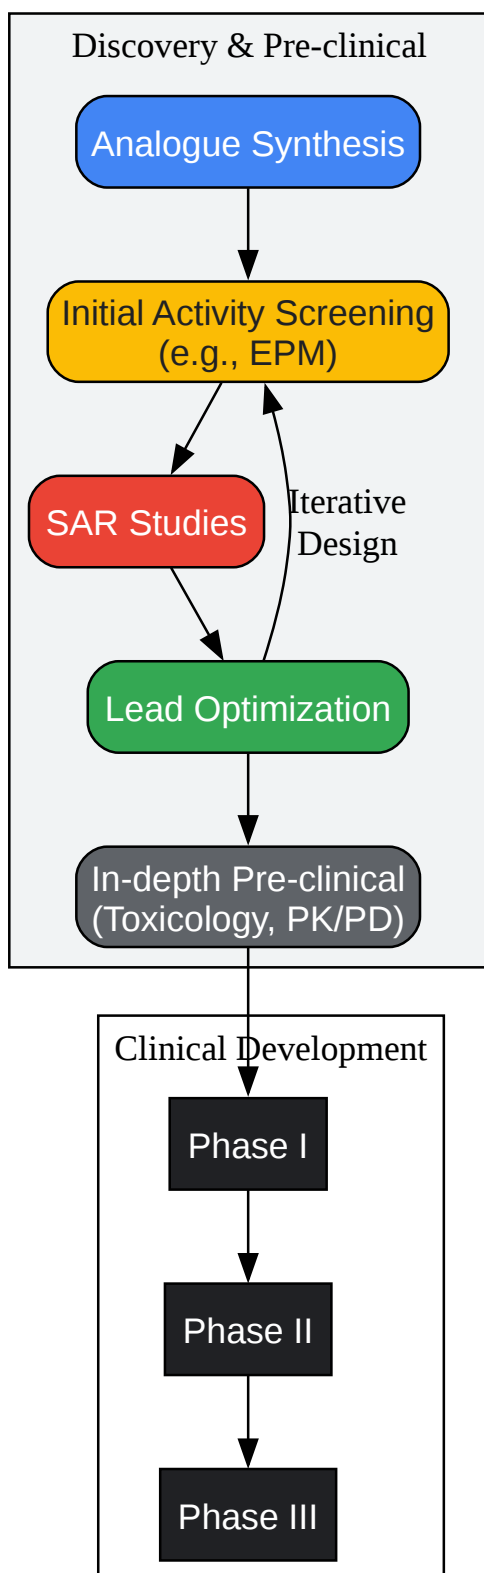 Discovery & Pre-clinical
Analogue Synthesis
Initial Activity Screening
(e.g., EPM)
SAR Studies
Iterative
Design
Lead Optimization
In-depth Pre-clinical
(Toxicology, PK/PD)
Clinical Development
Phase I
Phase II
Phase III